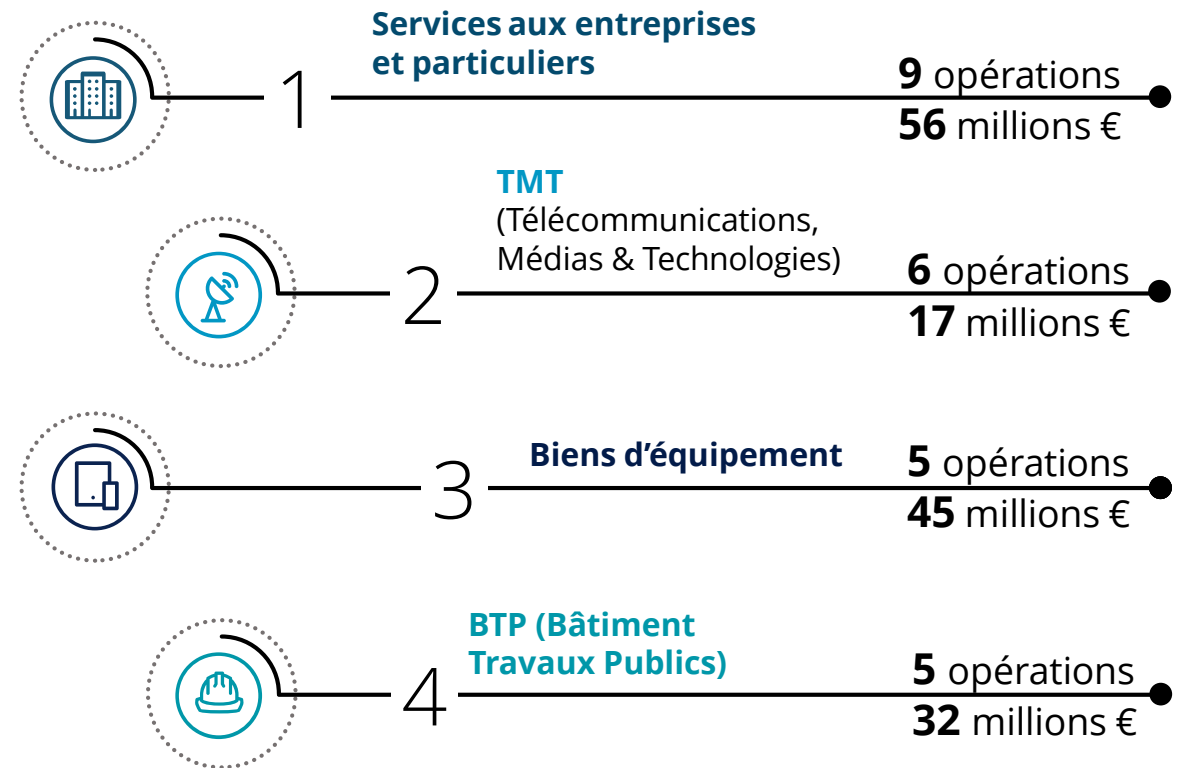 Services aux entreprises
et particuliers
1
9 opérations
56 millions €
TMT
(Télécommunications,
Médias & Technologies)
2
6 opérations
17 millions €
Biens d’équipement
3
5 opérations
45 millions €
BTP (Bâtiment
Travaux Publics)
4
5 opérations
32 millions €